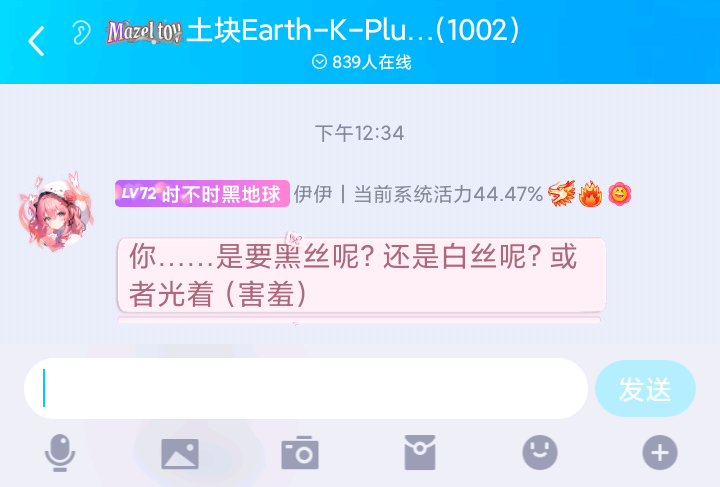 Mazel toy 土块Earth-K-Plu...(1002)
839人在线
下午12:34
LV72 时不时黑地球 伊伊丨当前系统活力44.47%
你……是要黑丝呢? 还是白丝呢? 或
者光着（害羞）
发送